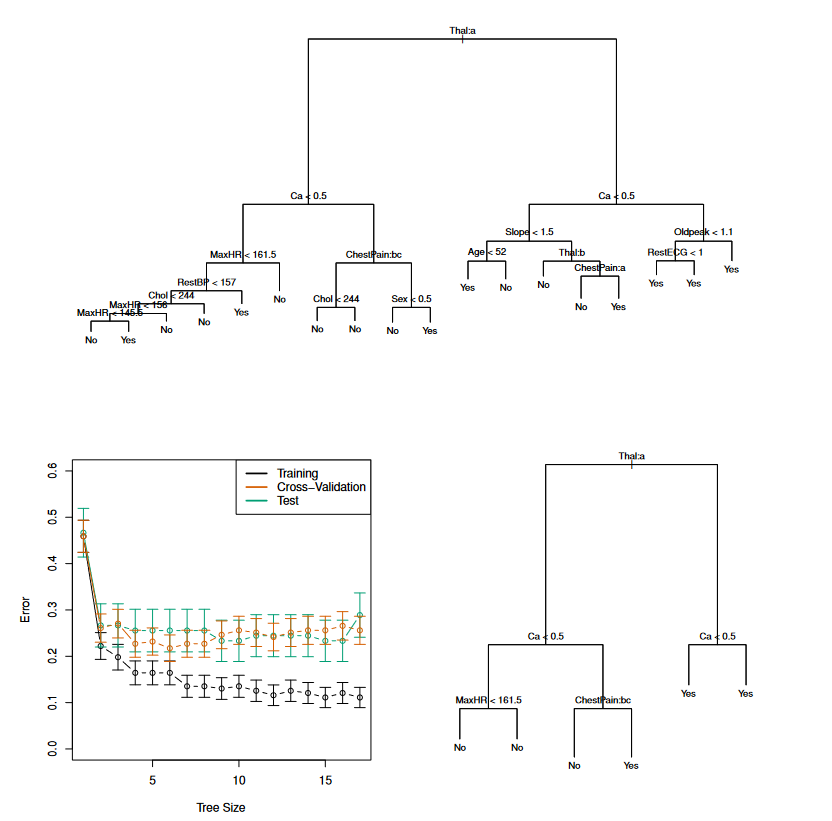 Thal:a
Ca < 0.5
Ca < 0.5
Slope < 1.5
Oldpeak < 1.1
MaxHR < 161.5
ChestPain:bc
Age < 52
Thal:b
RestECG < 1
ChestPain:a
Yes
RestBP < 157
Yes
No
No
Yes
Yes
Chol < 244
No
Chol < 244
Sex < 0.5
No
Yes
MaxHR < 156
MaxHR < 145.5
Yes
No
No
No
No
No
Yes
No
Yes
0.0
0.1
0.2
0.3
0.4
0.5
0.6
Error
Training
Cross−Validation
Test
5
10
15
Tree Size
Thal:a
Ca < 0.5
Ca < 0.5
Yes
Yes
MaxHR < 161.5
ChestPain:bc
No
No
No
Yes